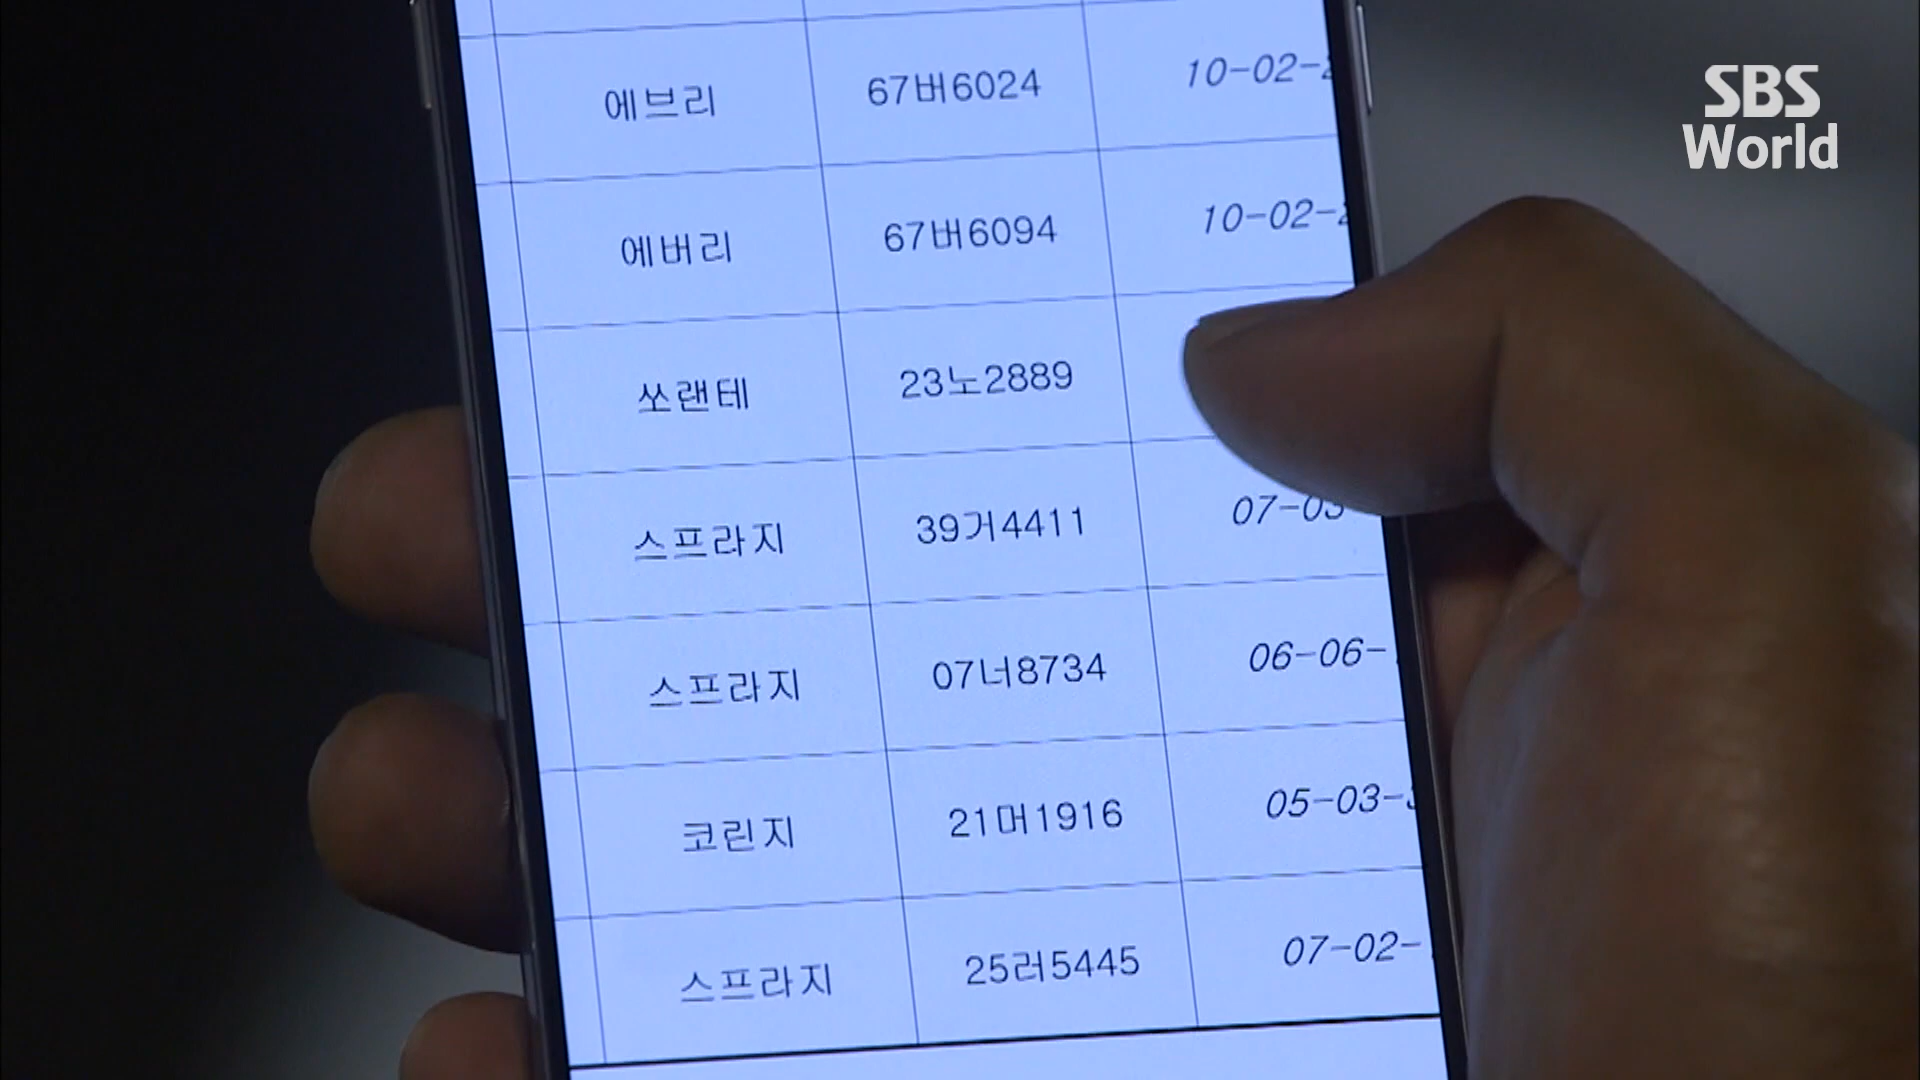 에브리 67버6024 10-02-
에버리 67버6094 10-02-
쏘랜테 23노2889
스프라지 39거4411 07-03
스프라지 07너8734 06-06-
코린지 21머1916 05-03-
스프라지 25러5445 07-02-
SBS
World